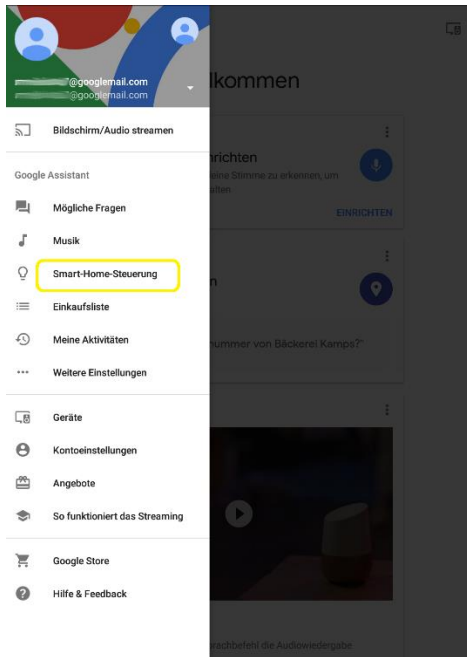 @googlemail.com
@googlemail.com
Bildschirm/Audio streamen
Google Assistant
Mögliche Fragen
Musik
Smart-Home-Steuerung
Einkaufsliste
Meine Aktivitäten
Weitere Einstellungen
Geräte
Kontoeinstellungen
Angebote
So funktioniert das Streaming
Google Store
Hilfe & Feedback
lkommen
nrichten
eine Stimme zu erkennen, um
alten
EINRICHTEN
n
nummer von Bäckerei Kamps?"
rachbefehl die Audiowiedergabe